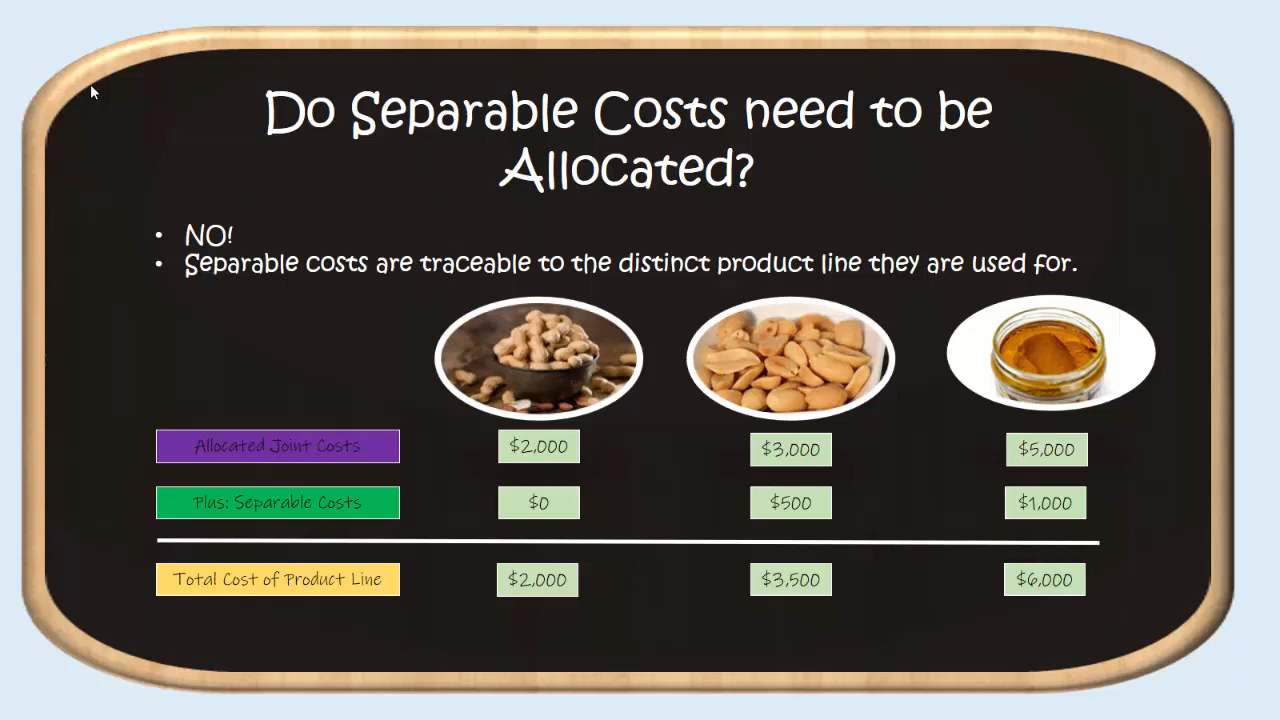 Do Separable Costs need to be
Allocated?
• NO!
• Separable costs are traceable to the distinct product line they are used for.
Allocated Joint Costs $2,000 $3,000 $5,000
Plus: Separable Costs $0 $500 $1,000
Total Cost of Product Line $2,000 $3,500 $6,000